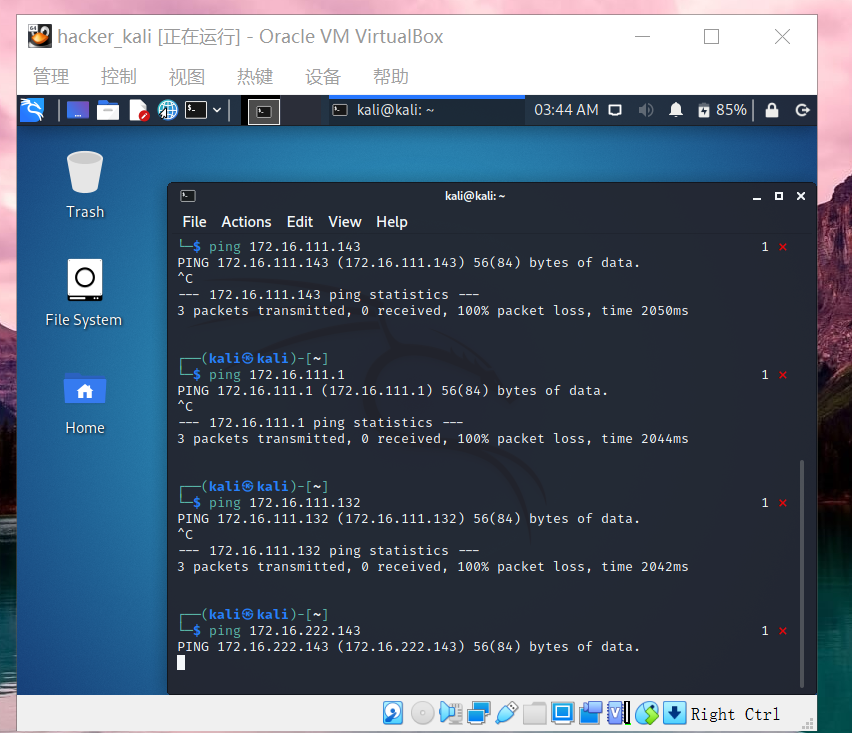 hacker_kali [正在运行] - Oracle VM VirtualBox
管理 控制 视图 热键 设备 帮助
kali@kali: ~ 03:44 AM 85%
Trash
File System
Home
kali@kali: ~
File Actions Edit View Help
└─$ ping 172.16.111.143 1 ⨯
PING 172.16.111.143 (172.16.111.143) 56(84) bytes of data.
^C
--- 172.16.111.143 ping statistics ---
3 packets transmitted, 0 received, 100% packet loss, time 2050ms
┌──(kali㉿kali)-[~]
└─$ ping 172.16.111.1 1 ⨯
PING 172.16.111.1 (172.16.111.1) 56(84) bytes of data.
^C
--- 172.16.111.1 ping statistics ---
3 packets transmitted, 0 received, 100% packet loss, time 2044ms
┌──(kali㉿kali)-[~]
└─$ ping 172.16.111.132 1 ⨯
PING 172.16.111.132 (172.16.111.132) 56(84) bytes of data.
^C
--- 172.16.111.132 ping statistics ---
3 packets transmitted, 0 received, 100% packet loss, time 2042ms
┌──(kali㉿kali)-[~]
└─$ ping 172.16.222.143 1 ⨯
PING 172.16.222.143 (172.16.222.143) 56(84) bytes of data.
Right Ctrl